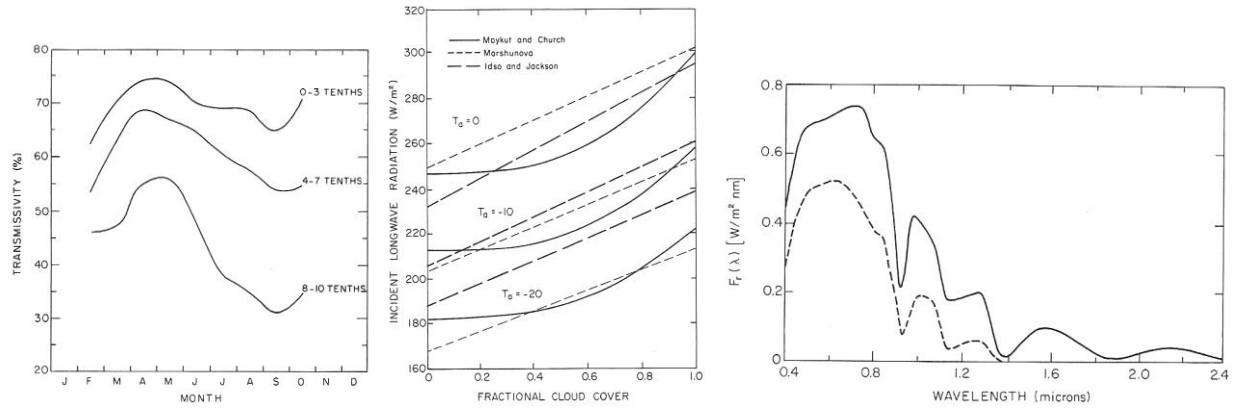 80
70
60
50
40
30
20
TRANSMISSIVITY (%)
J F M A M J J A S O N D
MONTH
0-3 TENTHS
4-7 TENTHS
8-10 TENTHS
320
300
280
260
240
220
200
180
160
INCIDENT LONGWAVE RADIATION (W/m²)
Maykut and Church
Marshunova
Idso and Jackson
Tₐ = 0
Tₐ = -10
Tₐ = -20
0 0.2 0.4 0.6 0.8 1.0
FRACTIONAL CLOUD COVER
0.8
0.6
0.4
0.2
0
Fᵣ(λ) [W/m² nm]
0.4 0.8 1.2 1.6 2.0 2.4
WAVELENGTH (microns)